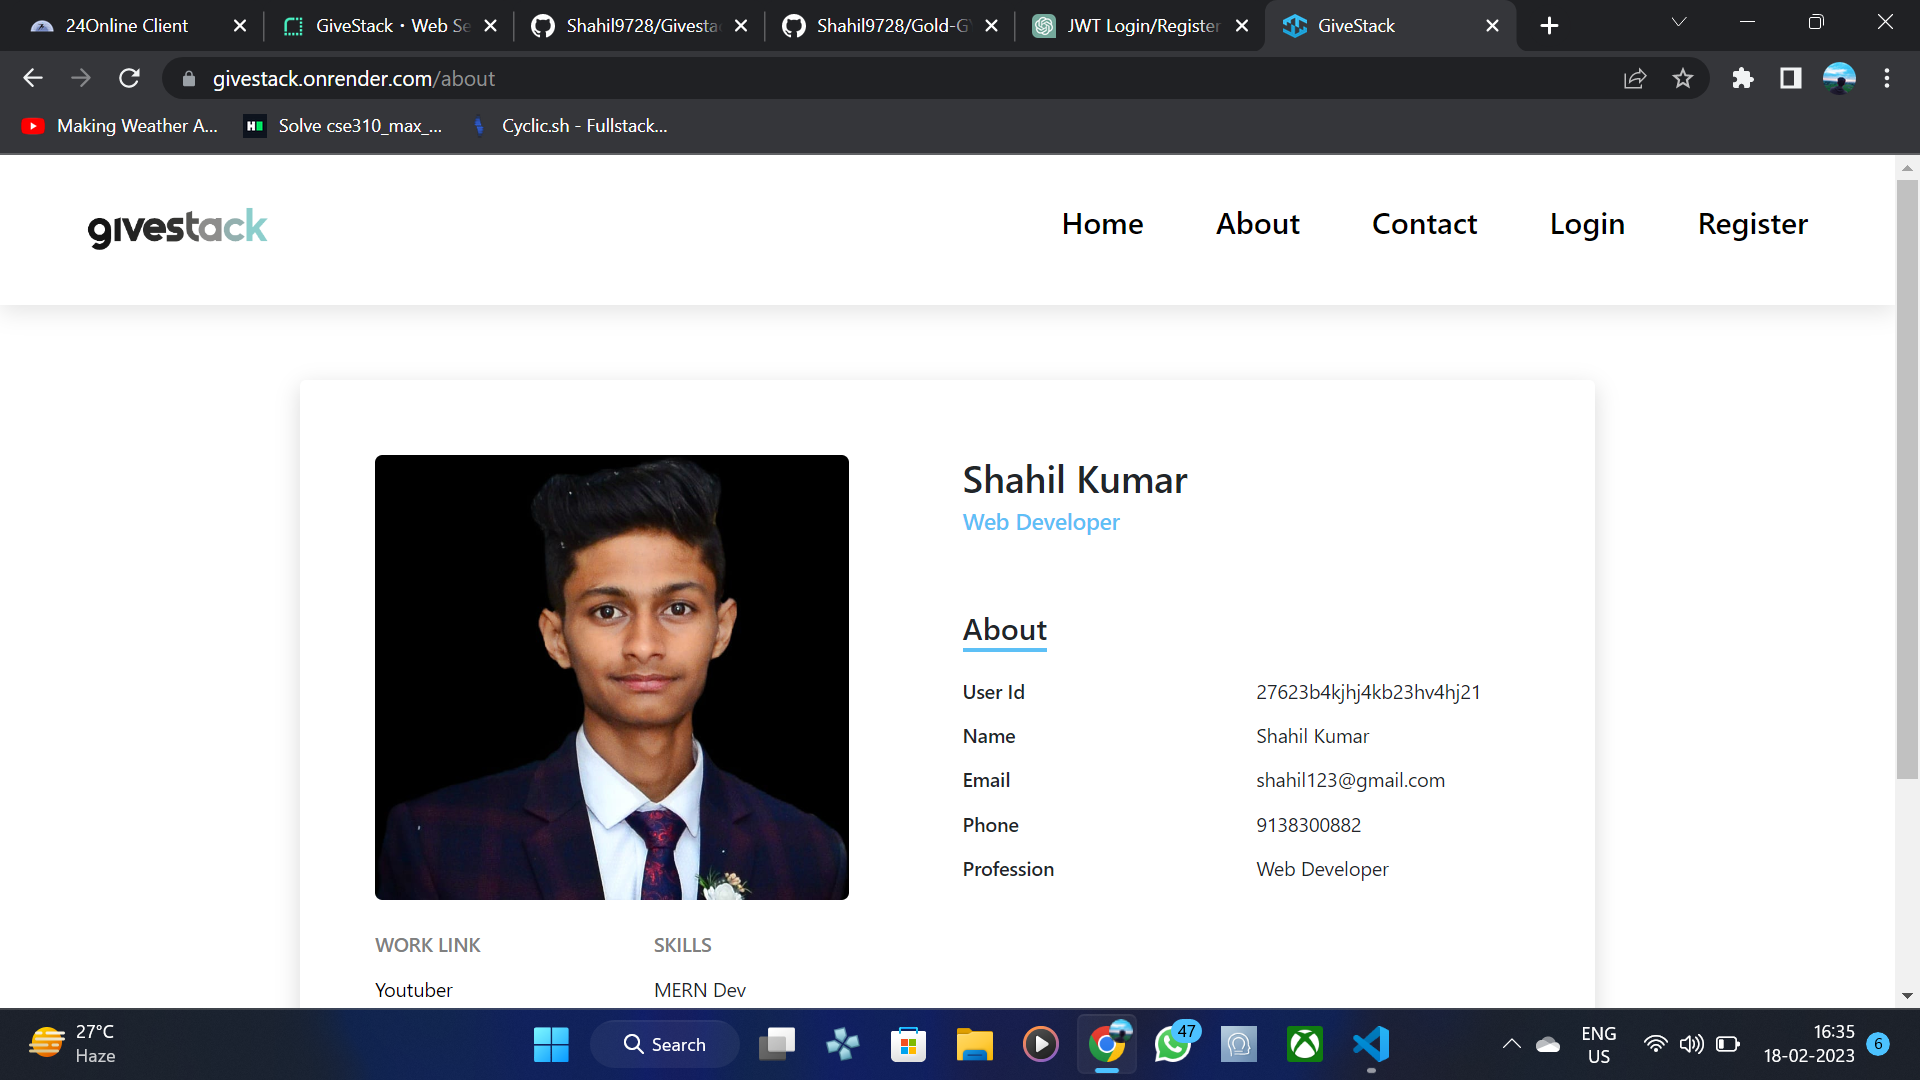 24Online Client
GiveStack · Web Se
Shahil9728/Givesta
Shahil9728/Gold-G
JWT Login/Register
GiveStack
givestack.onrender.com/about
Making Weather A...
Solve cse310_max_...
Cyclic.sh - Fullstack...
givestack
Home
About
Contact
Login
Register
Shahil Kumar
Web Developer
About
User Id 27623b4kjhj4kb23hv4hj21
Name Shahil Kumar
Email shahil123@gmail.com
Phone 9138300882
Profession Web Developer
WORK LINK
SKILLS
Youtuber
MERN Dev
27°C
Haze
Search
47
ENG
US
16:35
18-02-2023
6